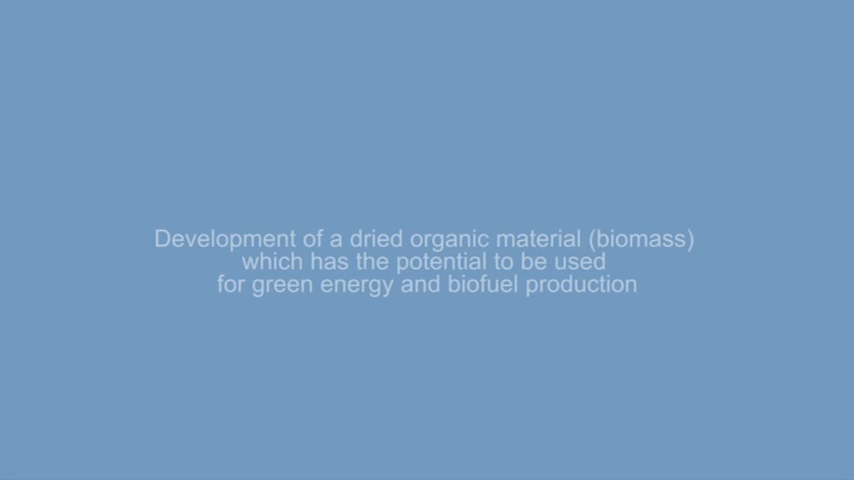 Development of a dried organic material (biomass)
which has the potential to be used
for green energy and biofuel production